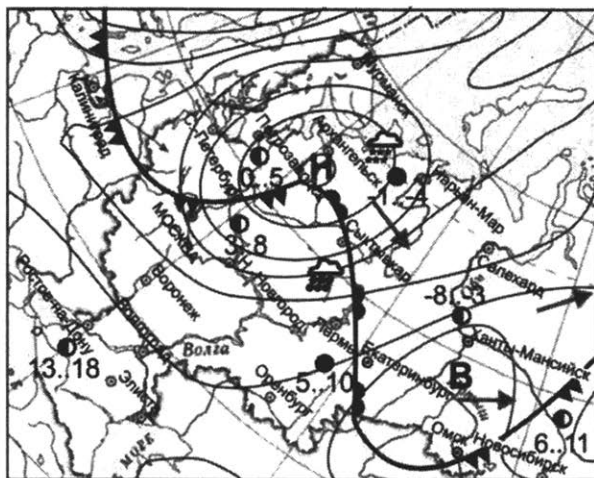 Мурманск
Калининград
С. Петербург
Петрозав
Архангельск
Н
0..5
-1..-4
Нарьян-Мар
Москва
3..8
Сыктывкар
Салехард
Н. Новгород
Воронеж
Ростов-на-Дону
Волгоград
Волга
Пермь
-8..-3
Ханты-Мансийск
13..18
Элиста
Оренбург
5..10
Екатеринбург
В
Омск
Новосибирск
6..11
МОРЕ